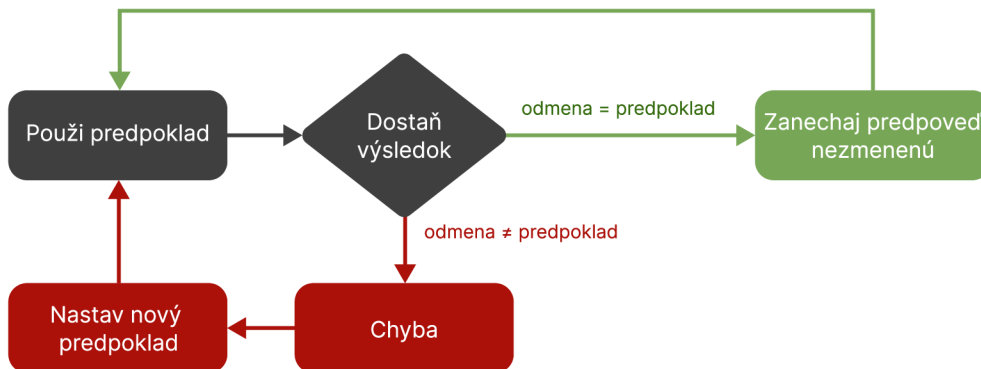 Použi predpoklad
Dostaň
výsledok
odmena = predpoklad
Zanechaj predpoveď
nezmenenú
odmena ≠ predpoklad
Nastav nový
predpoklad
Chyba